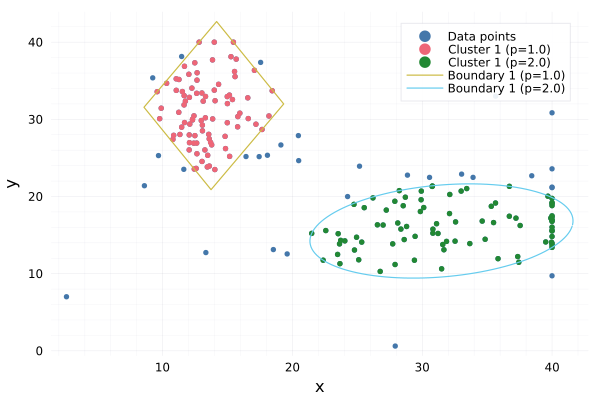 Data points
Cluster 1 (p=1.0)
Cluster 1 (p=2.0)
Boundary 1 (p=1.0)
Boundary 1 (p=2.0)
40
30
20
10
0
y
10 20 30 40
x